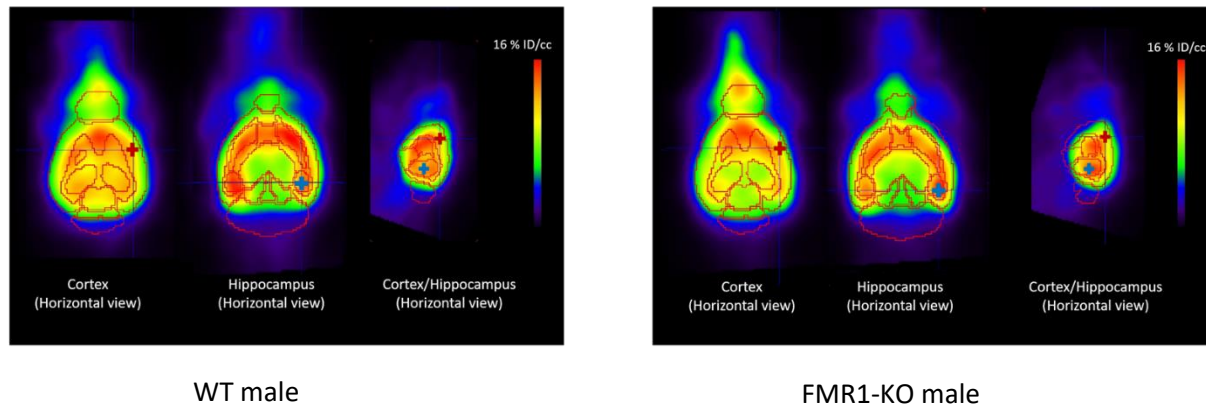 16 % ID/cc
Cortex
(Horizontal view)
Hippocampus
(Horizontal view)
Cortex/Hippocampus
(Horizontal view)
WT male
16 % ID/cc
Cortex
(Horizontal view)
Hippocampus
(Horizontal view)
Cortex/Hippocampus
(Horizontal view)
FMR1-KO male